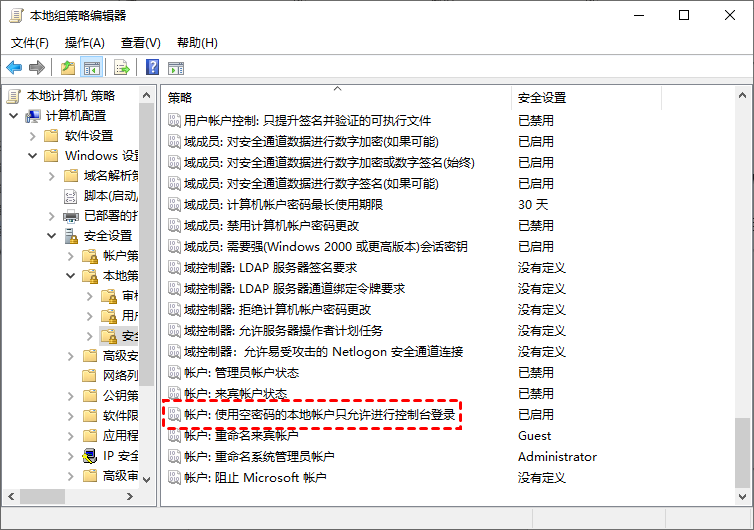 本地组策略编辑器
文件(F) 操作(A) 查看(V) 帮助(H)
本地计算机 策略
计算机配置
软件设置
Windows 设
域名解析策
脚本(启动/
已部署的打
安全设置
帐户策
本地策
审核
用户
安全
高级安
网络列
公钥策
软件限
应用程
IP 安全
高级审
策略 安全设置
用户帐户控制: 只提升签名并验证的可执行文件 已禁用
域成员: 对安全通道数据进行数字加密(如果可能) 已启用
域成员: 对安全通道数据进行数字加密或数字签名(始终) 已启用
域成员: 对安全通道数据进行数字签名(如果可能) 已启用
域成员: 计算机帐户密码最长使用期限 30 天
域成员: 禁用计算机帐户密码更改 已禁用
域成员: 需要强(Windows 2000 或更高版本)会话密钥 已启用
域控制器: LDAP 服务器签名要求 没有定义
域控制器: LDAP 服务器通道绑定令牌要求 没有定义
域控制器: 拒绝计算机帐户密码更改 没有定义
域控制器: 允许服务器操作者计划任务 没有定义
域控制器: 允许易受攻击的 Netlogon 安全通道连接 没有定义
帐户: 管理员帐户状态 已禁用
帐户: 来宾帐户状态 已禁用
帐户: 使用空密码的本地帐户只允许进行控制台登录 已启用
帐户: 重命名来宾帐户 Guest
帐户: 重命名系统管理员帐户 Administrator
帐户: 阻止 Microsoft 帐户 没有定义